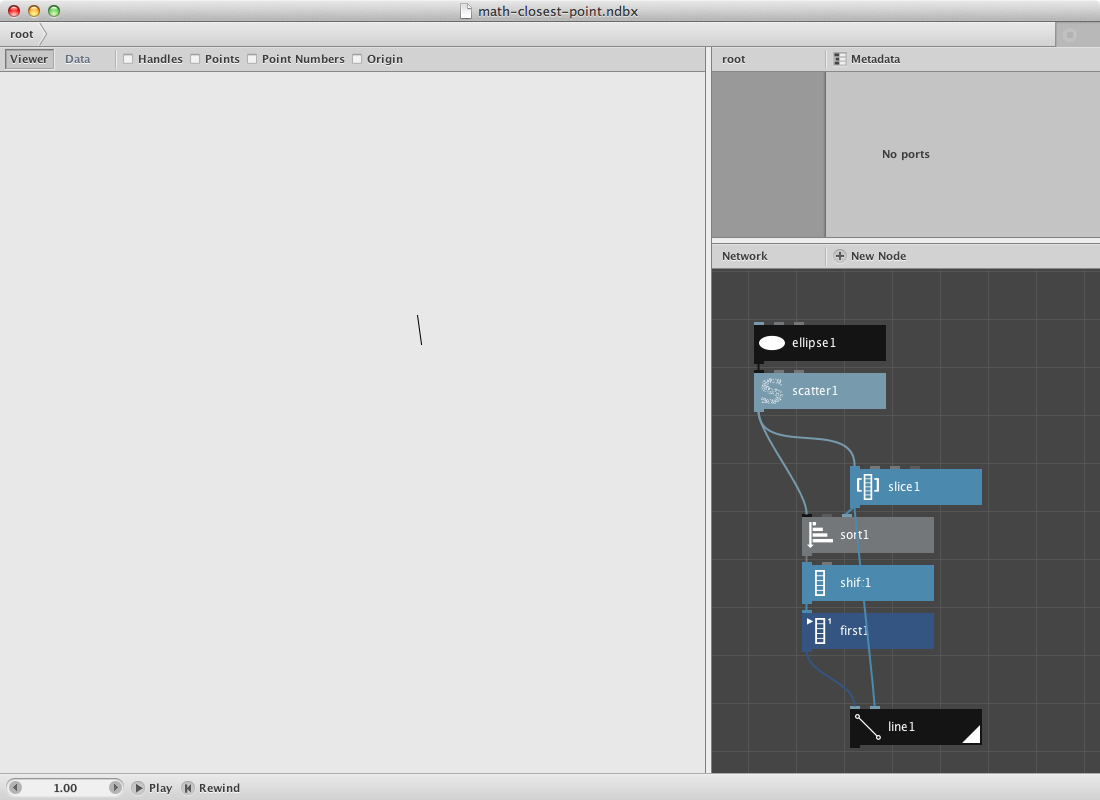 math-closest-point.ndbx
root
Viewer Data Handles Points Point Numbers Origin
root Metadata
No ports
Network New Node
ellipse1
scatter1
slice1
sort1
shift1
first1
line1
1.00 Play Rewind